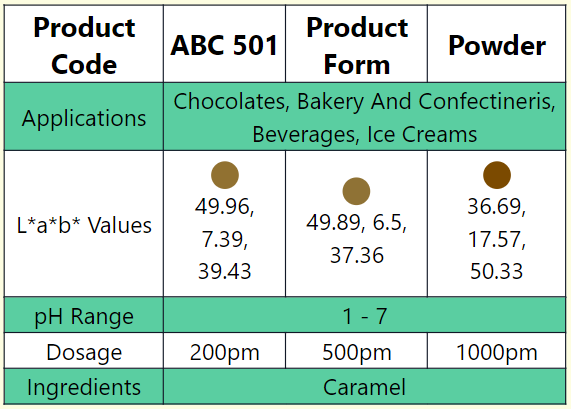 Product Code ABC 501 Product Form Powder
Applications Chocolates, Bakery And Confectineris,
Beverages, Ice Creams
L*a*b* Values 49.96, 7.39, 39.43 49.89, 6.5, 37.36 36.69, 17.57, 50.33
pH Range 1 - 7
Dosage 200pm 500pm 1000pm
Ingredients Caramel